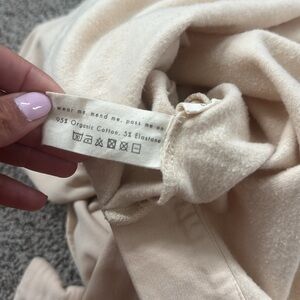 wear me, mend me, pass me on
95% Organic Cotton, 5% Elastane